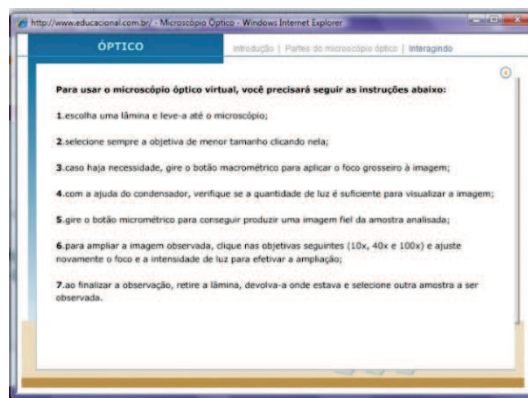 http://www.educacional.com.br/ - Microscópio Óptico - Windows Internet Explorer
ÓPTICO
Introdução | Partes do microscópio óptico | Interagindo
Para usar o microscópio óptico virtual, você precisará seguir as instruções abaixo:
1.escolha uma lâmina e leve-a até o microscópio;
2.selecione sempre a objetiva de menor tamanho clicando nela;
3.caso haja necessidade, gire o botão macrométrico para aplicar o foco grosseiro à imagem;
4.com a ajuda do condensador, verifique se a quantidade de luz é suficiente para visualizar a imagem;
5.gire o botão micrométrico para conseguir produzir uma imagem fiel da amostra analisada;
6.para ampliar a imagem observada, clique nas objetivas seguintes (10x, 40x e 100x) e ajuste
novamente o foco e a intensidade de luz para efetivar a ampliação;
7.ao finalizar a observação, retire a lâmina, devolva-a onde estava e selecione outra amostra a ser
observada.